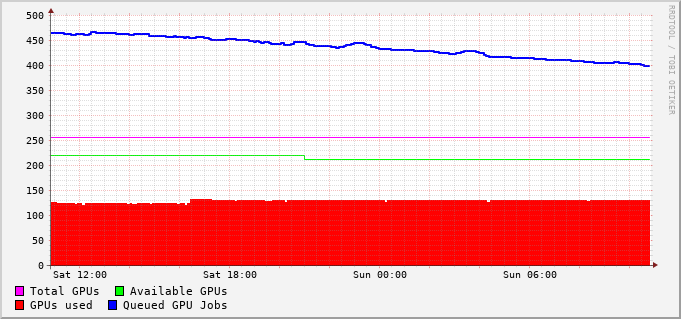 500
450
400
350
300
250
200
150
100
50
0
Sat 12:00 Sat 18:00 Sun 00:00 Sun 06:00
Total GPUs Available GPUs
GPUs used Queued GPU Jobs
RRDTOOL / TOBI OETIKER